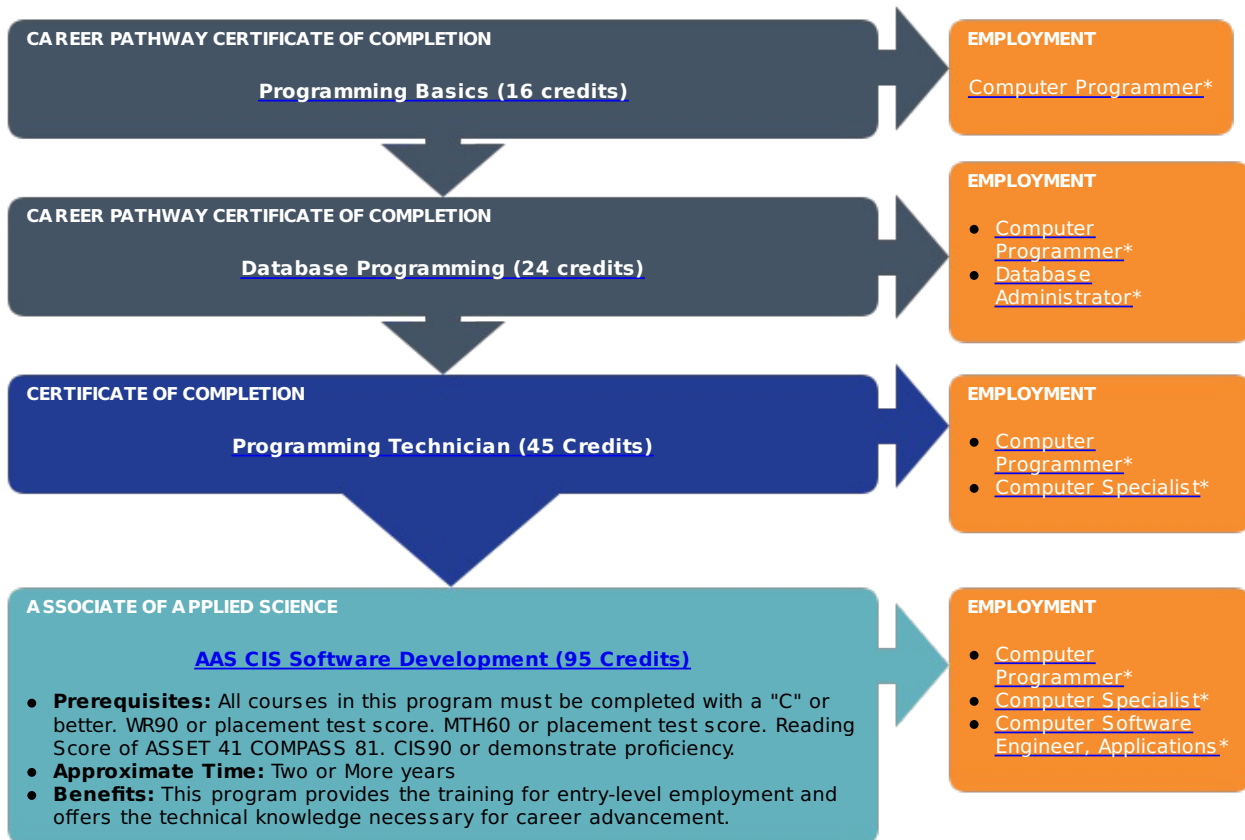 CAREER PATHWAY CERTIFICATE OF COMPLETION
Programming Basics (16 credits)
EMPLOYMENT
Computer Programmer*
CAREER PATHWAY CERTIFICATE OF COMPLETION
Database Programming (24 credits)
EMPLOYMENT
● Computer
Programmer*
● Database
Administrator*
CERTIFICATE OF COMPLETION
Programming Technician (45 Credits)
EMPLOYMENT
● Computer
Programmer*
● Computer Specialist*
ASSOCIATE OF APPLIED SCIENCE
AAS CIS Software Development (95 Credits)
● Prerequisites: All courses in this program must be completed with a "C" or
better. WR90 or placement test score. MTH60 or placement test score. Reading
Score of ASSET 41 COMPASS 81. CIS90 or demonstrate proficiency.
● Approximate Time: Two or More years
● Benefits: This program provides the training for entry-level employment and
offers the technical knowledge necessary for career advancement.
EMPLOYMENT
● Computer
Programmer*
● Computer Specialist*
● Computer Software
Engineer, Applications*